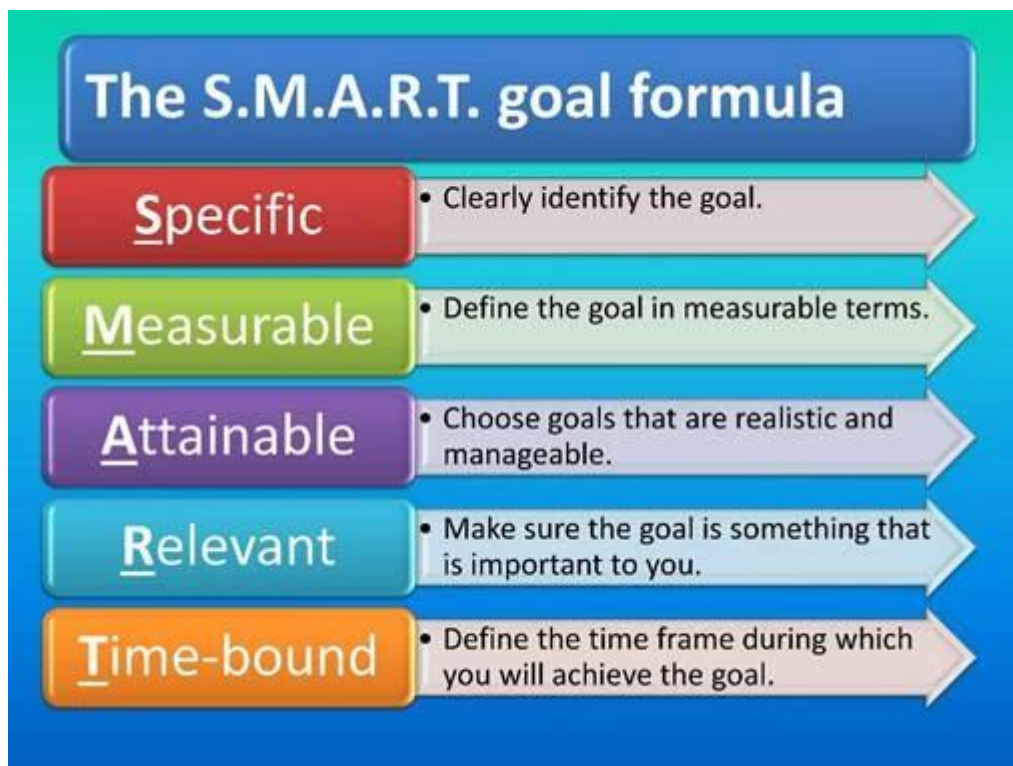 The S.M.A.R.T. goal formula
Specific
• Clearly identify the goal.
Measurable
• Define the goal in measurable terms.
Attainable
• Choose goals that are realistic and
manageable.
Relevant
• Make sure the goal is something that
is important to you.
Time-bound
• Define the time frame during which
you will achieve the goal.